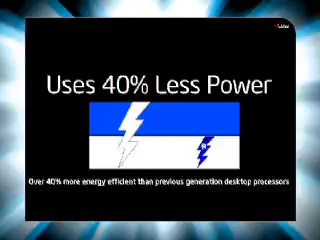 Uses 40% Less Power
Over 40% more energy efficient than previous generation desktop processors